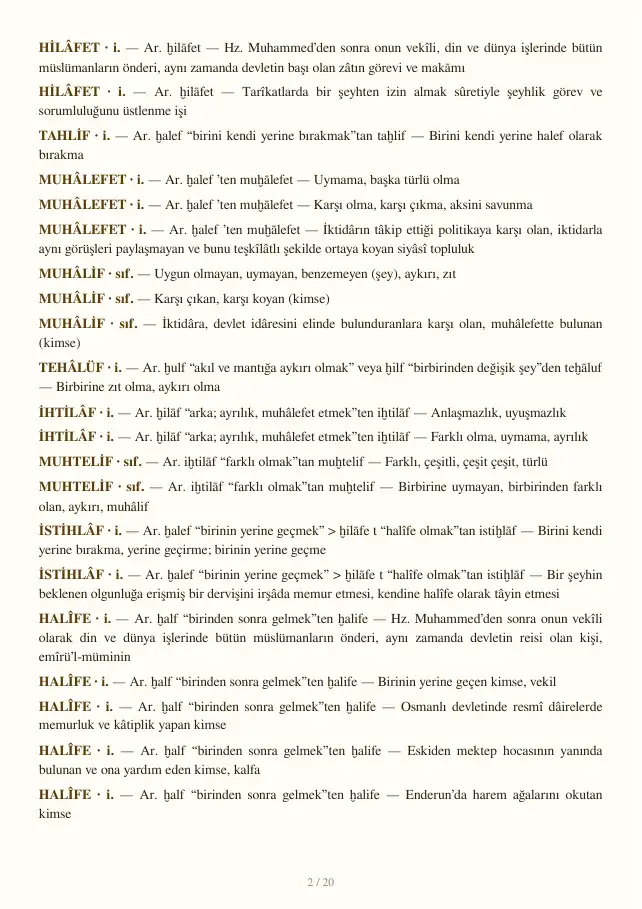 HİLÂFET · i. — Ar. ḫilāfet — Hz. Muhammed’den sonra onun vekîli, din ve dünya işlerinde bütün
müslümanların önderi, aynı zamanda devletin başı olan zâtın görevi ve makāmı
HİLÂFET · i. — Ar. ḫilāfet — Tarîkatlarda bir şeyhten izin almak sûretiyle şeyhlik görev ve
sorumluluğunu üstlenme işi
TAHLİF · i. — Ar. ḫalef “birini kendi yerine bırakmak”tan taḫlif — Birini kendi yerine halef olarak
bırakma
MUHÂLEFET · i. — Ar. ḫalef ’ten muḫālefet — Uymama, başka türlü olma
MUHÂLEFET · i. — Ar. ḫalef ’ten muḫālefet — Karşı olma, karşı çıkma, aksini savunma
MUHÂLEFET · i. — Ar. ḫalef ’ten muḫālefet — İktidârın tâkip ettiği politikaya karşı olan, iktidarla
aynı görüşleri paylaşmayan ve bunu teşkîlâtlı şekilde ortaya koyan siyâsî topluluk
MUHÂLİF · sıf. — Uygun olmayan, uymayan, benzemeyen (şey), aykırı, zıt
MUHÂLİF · sıf. — Karşı çıkan, karşı koyan (kimse)
MUHÂLİF · sıf. — İktidâra, devlet idâresini elinde bulunduranlara karşı olan, muhâlefette bulunan
(kimse)
TEHÂLÜF · i. — Ar. ḫulf “akıl ve mantığa aykırı olmak” veya ḫilf “birbirinden değişik şey”den teḫāluf
— Birbirine zıt olma, aykırı olma
İHTİLÂF · i. — Ar. ḫilāf “arka; ayrılık, muhâlefet etmek”ten iḫtilāf — Anlaşmazlık, uyuşmazlık
İHTİLÂF · i. — Ar. ḫilāf “arka; ayrılık, muhâlefet etmek”ten iḫtilāf — Farklı olma, uymama, ayrılık
MUHTELİF · sıf. — Ar. iḫtilāf “farklı olmak”tan muḫtelif — Farklı, çeşitli, çeşit çeşit, türlü
MUHTELİF · sıf. — Ar. iḫtilāf “farklı olmak”tan muḫtelif — Birbirine uymayan, birbirinden farklı
olan, aykırı, muhâlif
İSTİHLÂF · i. — Ar. ḫalef “birinin yerine geçmek” > ḫilāfe t “halîfe olmak”tan istiḫlāf — Birini kendi
yerine bırakma, yerine geçirme; birinin yerine geçme
İSTİHLÂF · i. — Ar. ḫalef “birinin yerine geçmek” > ḫilāfe t “halîfe olmak”tan istiḫlāf — Bir şeyhin
beklenen olgunluğa erişmiş bir dervişini irşâda memur etmesi, kendine halîfe olarak tâyin etmesi
HALÎFE · i. — Ar. ḫalf “birinden sonra gelmek”ten ḫalife — Hz. Muhammed’den sonra onun vekîli
olarak din ve dünya işlerinde bütün müslümanların önderi, aynı zamanda devletin reisi olan kişi,
emîrü’l-müminin
HALÎFE · i. — Ar. ḫalf “birinden sonra gelmek”ten ḫalife — Birinin yerine geçen kimse, vekil
HALÎFE · i. — Ar. ḫalf “birinden sonra gelmek”ten ḫalife — Osmanlı devletinde resmî dâirelerde
memurluk ve kâtiplik yapan kimse
HALÎFE · i. — Ar. ḫalf “birinden sonra gelmek”ten ḫalife — Eskiden mektep hocasının yanında
bulunan ve ona yardım eden kimse, kalfa
HALÎFE · i. — Ar. ḫalf “birinden sonra gelmek”ten ḫalife — Enderun’da harem ağalarını okutan
kimse
2 / 20